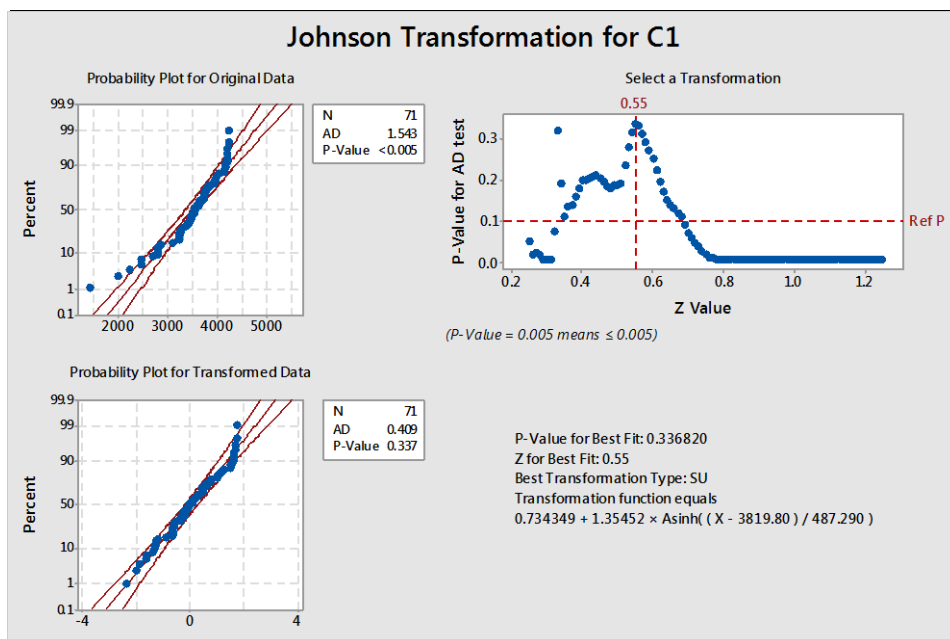 Johnson Transformation for C1
Probability Plot for Original Data
99.9
99
90
50
10
1
0.1
Percent
2000 3000 4000 5000
N 71
AD 1.543
P-Value <0.005
Select a Transformation
0.55
0.3
0.2
0.1
0.0
P-Value for AD test
Ref P
0.2 0.4 0.6 0.8 1.0 1.2
Z Value
(P-Value = 0.005 means ≤ 0.005)
Probability Plot for Transformed Data
99.9
99
90
50
10
1
0.1
Percent
-4 0 4
N 71
AD 0.409
P-Value 0.337
P-Value for Best Fit: 0.336820
Z for Best Fit: 0.55
Best Transformation Type: SU
Transformation function equals
0.734349 + 1.35452 × Asinh( ( X - 3819.80 ) / 487.290 )